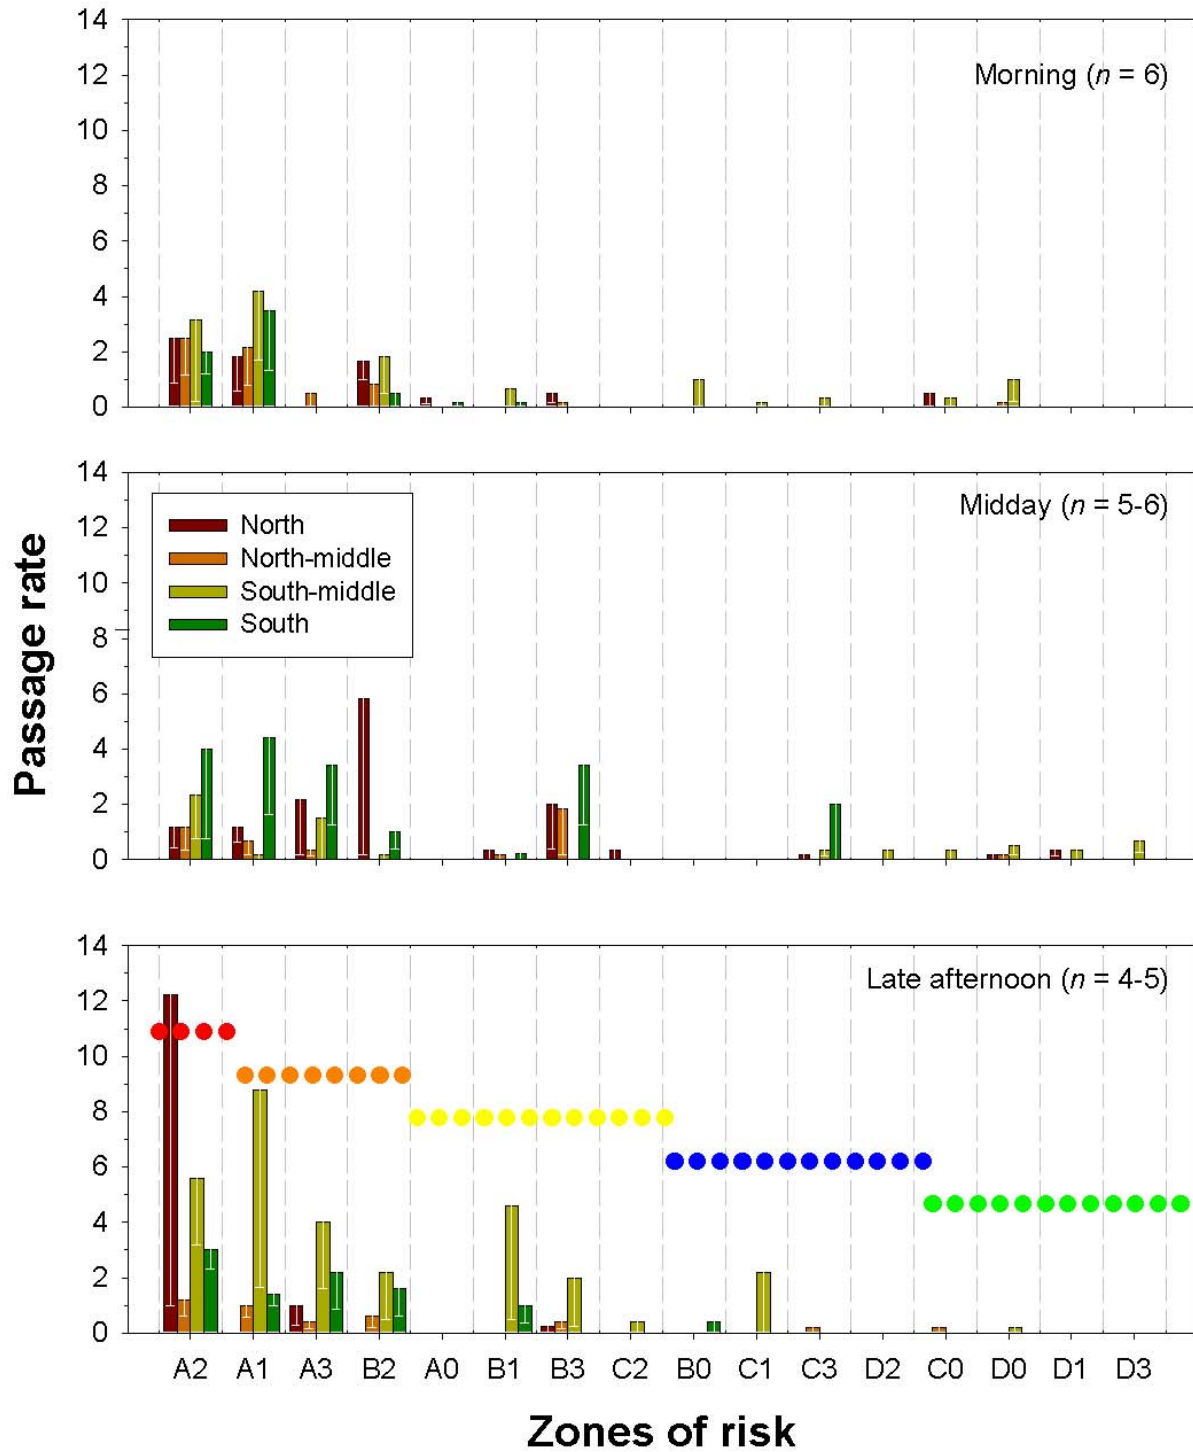 14
12
10
8
6
4
2
0
Morning (n = 6)
14
12
10
8
6
4
2
0
Midday (n = 5-6)
North
North-middle
South-middle
South
Passage rate
14
12
10
8
6
4
2
0
Late afternoon (n = 4-5)
A2 A1 A3 B2 A0 B1 B3 C2 B0 C1 C3 D2 C0 D0 D1 D3
Zones of risk